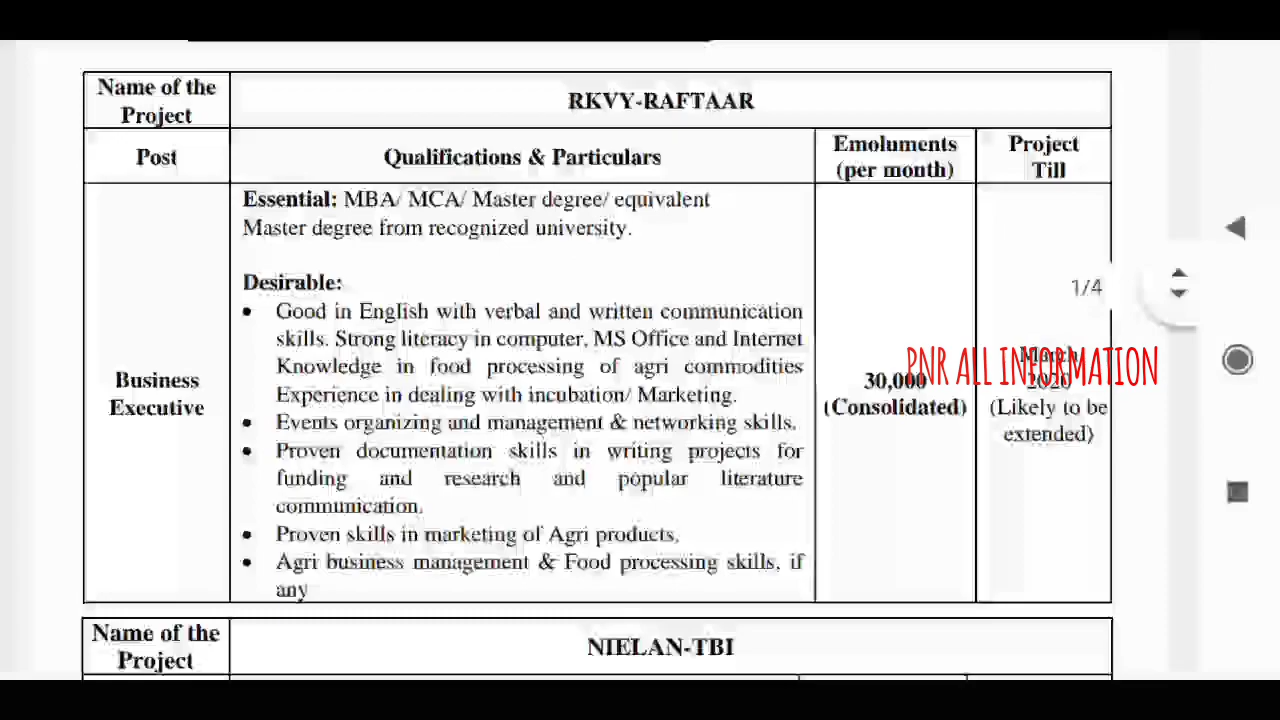 Name of the
Project
RKVY-RAFTAAR
Post
Qualifications & Particulars
Emoluments
(per month)
Project
Till
Business
Executive
Essential: MBA/ MCA/ Master degree/ equivalent
Master degree from recognized university.
Desirable:
• Good in English with verbal and written communication
skills. Strong literacy in computer, MS Office and Internet
Knowledge in food processing of agri commodities
Experience in dealing with incubation/ Marketing.
• Events organizing and management & networking skills.
• Proven documentation skills in writing projects for
funding and research and popular literature
communication.
• Proven skills in marketing of Agri products.
• Agri business management & Food processing skills, if
any
30,000
(Consolidated)
March
2020
(Likely to be
extended)
1/4
PNR ALL INFORMATION
Name of the
Project
NIELAN-TBI